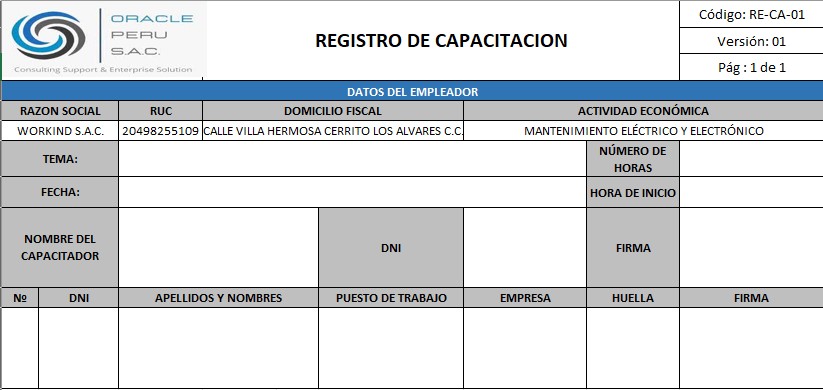 ORACLE
PERU
S.A.C.
Consulting Support & Enterprise Solution
REGISTRO DE CAPACITACION
Código: RE-CA-01
Versión: 01
Pág : 1 de 1
DATOS DEL EMPLEADOR
RAZON SOCIAL RUC DOMICILIO FISCAL ACTIVIDAD ECONÓMICA
WORKIND S.A.C. 20498255109 CALLE VILLA HERMOSA CERRITO LOS ALVARES C.C. MANTENIMIENTO ELÉCTRICO Y ELECTRÓNICO
TEMA: NÚMERO DE
HORAS
FECHA: HORA DE INICIO
NOMBRE DEL
CAPACITADOR DNI FIRMA
Nº DNI APELLIDOS Y NOMBRES PUESTO DE TRABAJO EMPRESA HUELLA FIRMA